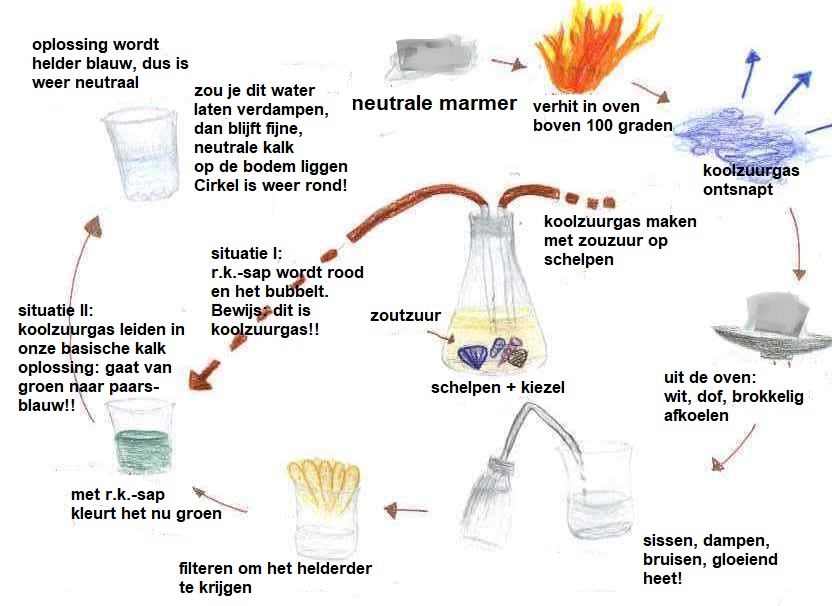 oplossing wordt
helder blauw, dus is
weer neutraal
zou je dit water
laten verdampen,
dan blijft fijne,
neutrale kalk
op de bodem liggen
Cirkel is weer rond!
neutrale marmer
verhit in oven
boven 100 graden
koolzuurgas
ontsnapt
koolzuurgas maken
met zouzuur op
schelpen
situatie I:
r.k.-sap wordt rood
en het bubbelt.
Bewijs: dit is
koolzuurgas!!
zoutzuur
schelpen + kiezel
situatie II:
koolzuurgas leiden in
onze basische kalk
oplossing: gaat van
groen naar paars-
blauw!!
uit de oven:
wit, dof, brokkelig
afkoelen
met r.k.-sap
kleurt het nu groen
filteren om het helderder
te krijgen
sissen, dampen,
bruisen, gloeiend
heet!